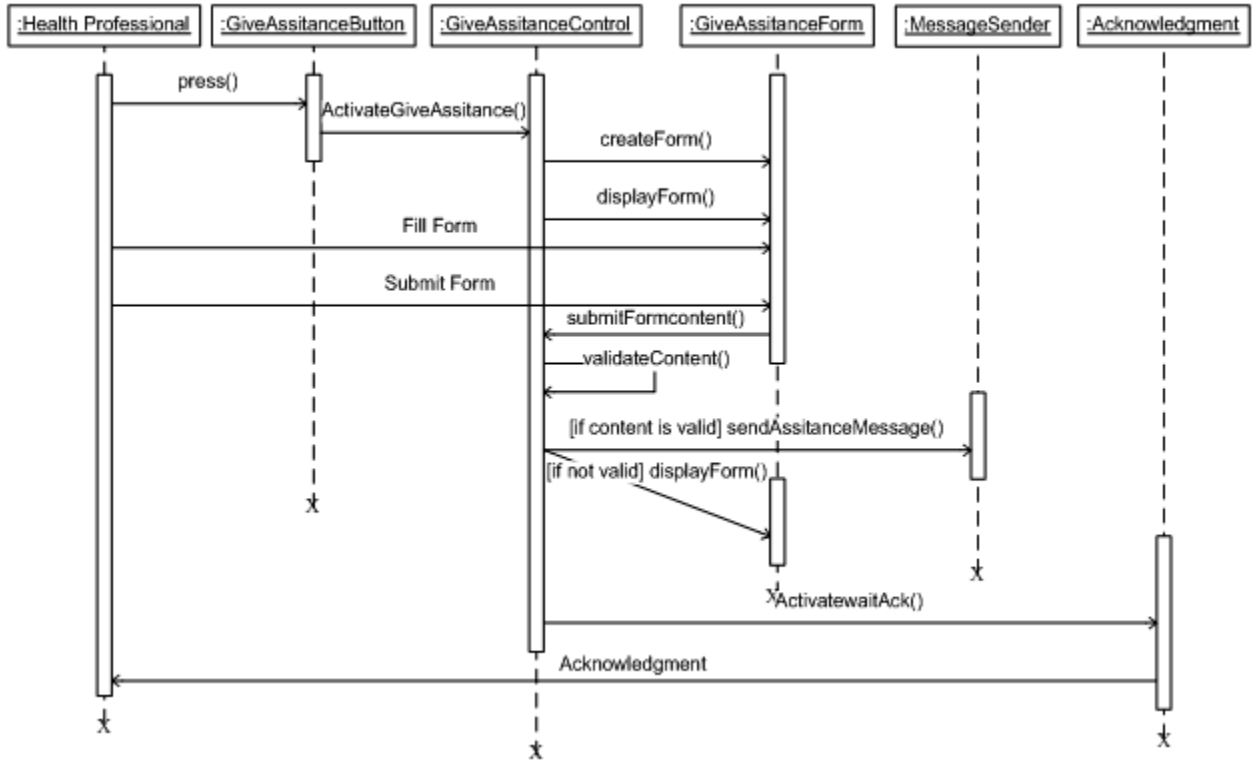 :Health Professional
:GiveAssitanceButton
:GiveAssitanceControl
:GiveAssitanceForm
:MessageSender
:Acknowledgment
press()
ActivateGiveAssitance()
createForm()
displayForm()
Fill Form
Submit Form
submitFormcontent()
validateContent()
[if content is valid] sendAssitanceMessage()
[if not valid] displayForm()
X
X
X
ActivatewaitAck()
Acknowledgment
X
X
X